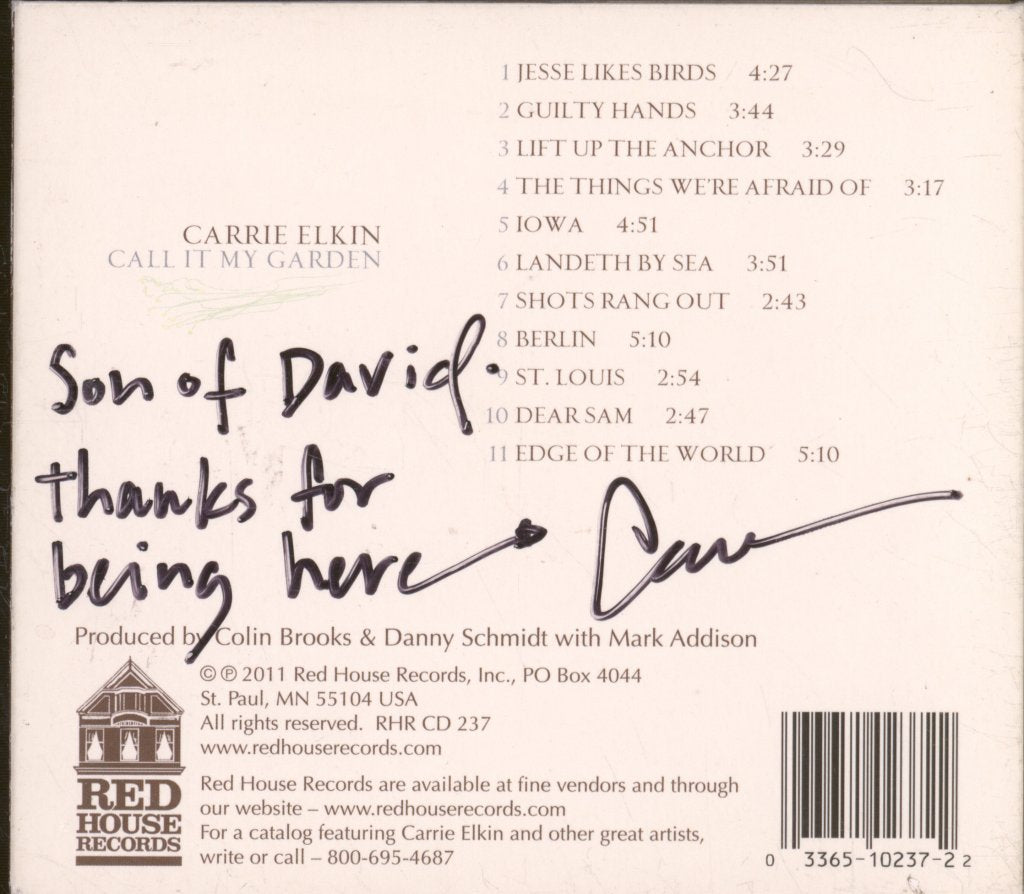 1 JESSE LIKES BIRDS 4:27
2 GUILTY HANDS 3:44
3 LIFT UP THE ANCHOR 3:29
4 THE THINGS WE'RE AFRAID OF 3:17
5 IOWA 4:51
6 LANDETH BY SEA 3:51
7 SHOTS RANG OUT 2:43
8 BERLIN 5:10
9 ST. LOUIS 2:54
10 DEAR SAM 2:47
11 EDGE OF THE WORLD 5:10
CARRIE ELKIN
CALL IT MY GARDEN
Son of David.
thanks for
being here
Produced by Colin Brooks & Danny Schmidt with Mark Addison
© ℗ 2011 Red House Records, Inc., PO Box 4044
St. Paul, MN 55104 USA
All rights reserved. RHR CD 237
www.redhouserecords.com
Red House Records are available at fine vendors and through
our website – www.redhouserecords.com
For a catalog featuring Carrie Elkin and other great artists,
write or call – 800-695-4687
RED
HOUSE
RECORDS
0 3365-10237-2 2